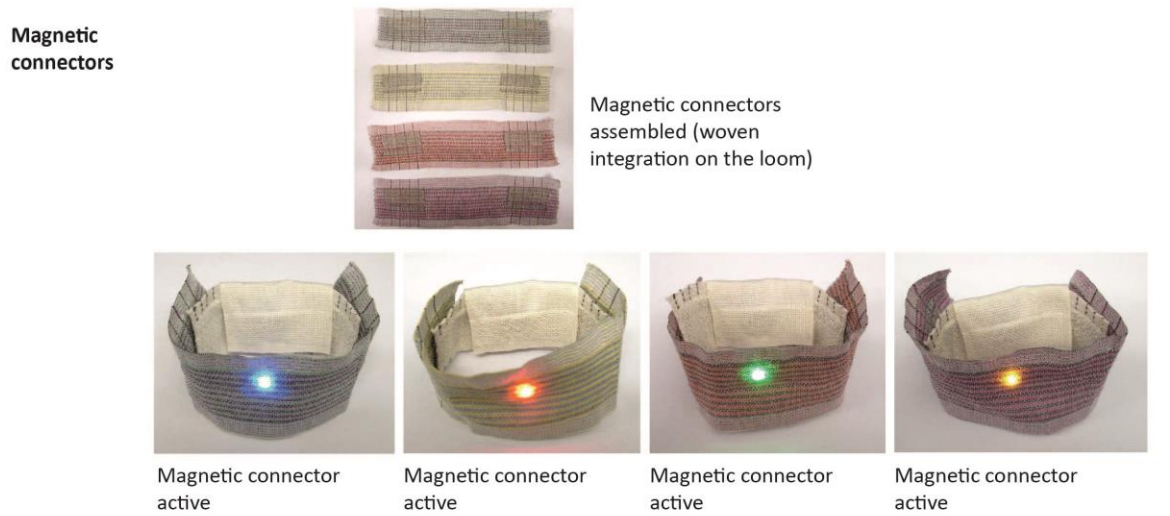 Magnetic
connectors
Magnetic connectors
assembled (woven
integration on the loom)
Magnetic connector
active
Magnetic connector
active
Magnetic connector
active
Magnetic connector
active